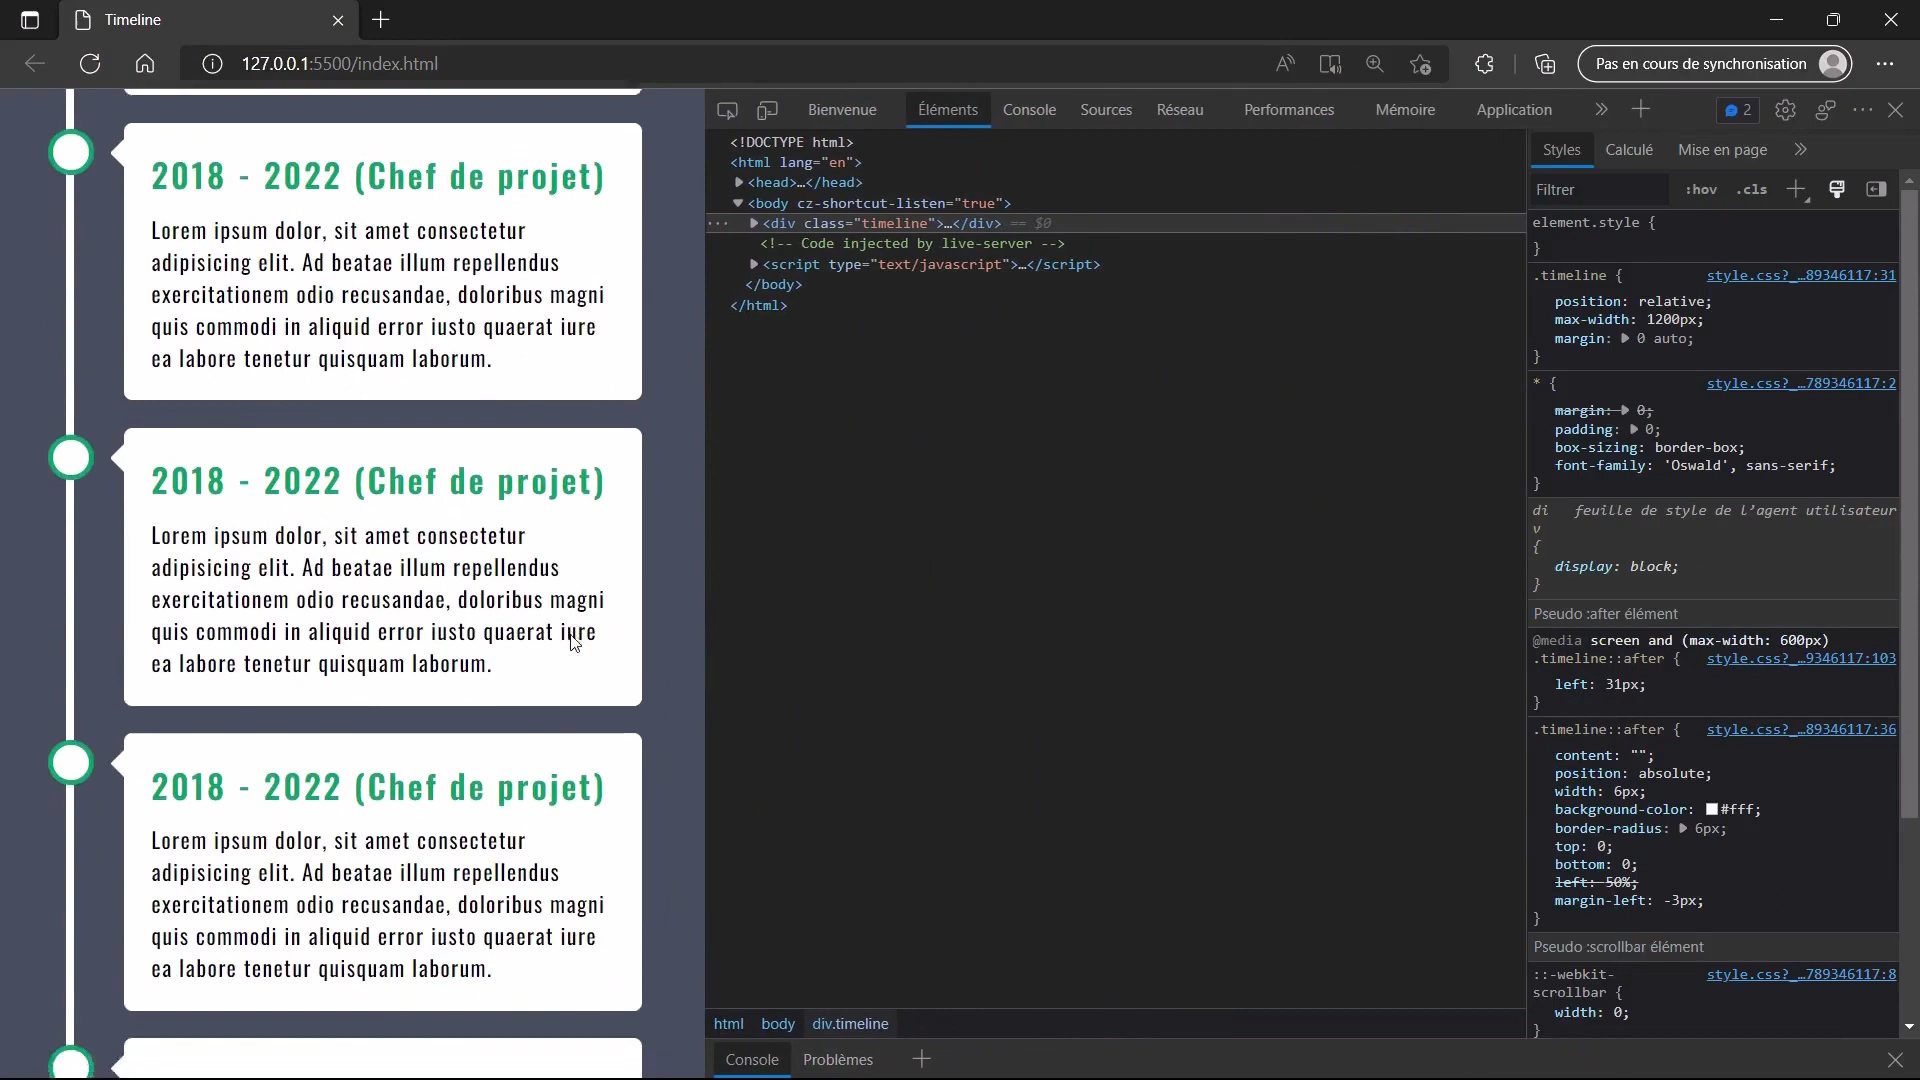 Timeline
127.0.0.1:5500/index.html
Pas en cours de synchronisation
2018 - 2022 (Chef de projet)
Lorem ipsum dolor, sit amet consectetur
adipisicing elit. Ad beatae illum repellendus
exercitationem odio recusandae, doloribus magni
quis commodi in aliquid error iusto quaerat iure
ea labore tenetur quisquam laborum.
2018 - 2022 (Chef de projet)
Lorem ipsum dolor, sit amet consectetur
adipisicing elit. Ad beatae illum repellendus
exercitationem odio recusandae, doloribus magni
quis commodi in aliquid error iusto quaerat iure
ea labore tenetur quisquam laborum.
2018 - 2022 (Chef de projet)
Lorem ipsum dolor, sit amet consectetur
adipisicing elit. Ad beatae illum repellendus
exercitationem odio recusandae, doloribus magni
quis commodi in aliquid error iusto quaerat iure
ea labore tenetur quisquam laborum.
Bienvenue Éléments Console Sources Réseau Performances Mémoire Application 2
<!DOCTYPE html>
<html lang="en">
<head>…</head>
<body cz-shortcut-listen="true">
··· <div class="timeline">…</div> == $0
<!-- Code injected by live-server -->
<script type="text/javascript">…</script>
</body>
</html>
html body div.timeline
Console Problèmes
Styles Calculé Mise en page
Filtrer :hov .cls
element.style {
}
.timeline { style.css?_…89346117:31
position: relative;
max-width: 1200px;
margin: 0 auto;
}
* { style.css?_…789346117:2
margin: 0;
padding: 0;
box-sizing: border-box;
font-family: 'Oswald', sans-serif;
}
di feuille de style de l’agent utilisateur
v
{
display: block;
}
Pseudo :after élément
@media screen and (max-width: 600px)
.timeline::after { style.css?_…9346117:103
left: 31px;
}
.timeline::after { style.css?_…89346117:36
content: "";
position: absolute;
width: 6px;
background-color: #fff;
border-radius: 6px;
top: 0;
bottom: 0;
left: 50%;
margin-left: -3px;
}
Pseudo :scrollbar élément
::-webkit- style.css?_…789346117:8
scrollbar {
width: 0;
}